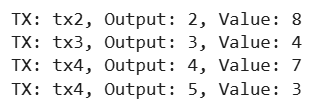 TX: tx2, Output: 2, Value: 8
TX: tx3, Output: 3, Value: 4
TX: tx4, Output: 4, Value: 7
TX: tx4, Output: 5, Value: 3